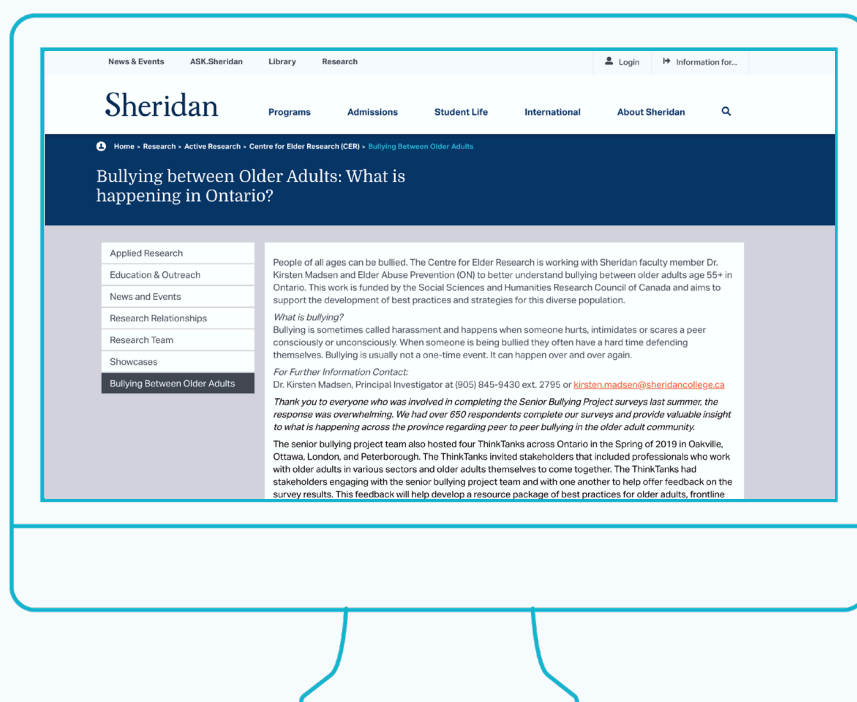 News & Events ASK.Sheridan Library Research Login Information for...
Sheridan Programs Admissions Student Life International About Sheridan
Home > Research > Active Research > Centre for Elder Research (CER) > Bullying Between Older Adults
Bullying between Older Adults: What is
happening in Ontario?
Applied Research
Education & Outreach
News and Events
Research Relationships
Research Team
Showcases
Bullying Between Older Adults
People of all ages can be bullied. The Centre for Elder Research is working with Sheridan faculty member Dr.
Kirsten Madsen and Elder Abuse Prevention (ON) to better understand bullying between older adults age 55+ in
Ontario. This work is funded by the Social Sciences and Humanities Research Council of Canada and aims to
support the development of best practices and strategies for this diverse population.
What is bullying?
Bullying is sometimes called harassment and happens when someone hurts, intimidates or scares a peer
consciously or unconsciously. When someone is being bullied they often have a hard time defending
themselves. Bullying is usually not a one-time event. It can happen over and over again.
For Further Information Contact:
Dr. Kirsten Madsen, Principal Investigator at (905) 845-9430 ext. 2795 or kirsten.madsen@sheridancollege.ca
Thank you to everyone who was involved in completing the Senior Bullying Project surveys last summer, the
response was overwhelming. We had over 650 respondents complete our surveys and provide valuable insight
to what is happening across the province regarding peer to peer bullying in the older adult community.
The senior bullying project team also hosted four ThinkTanks across Ontario in the Spring of 2019 in Oakville,
Ottawa, London, and Peterborough. The ThinkTanks invited stakeholders that included professionals who work
with older adults in various sectors and older adults themselves to come together. The ThinkTanks had
stakeholders engaging with the senior bullying project team and with one another to help offer feedback on the
survey results. This feedback will help develop a resource package of best practices for older adults, frontline